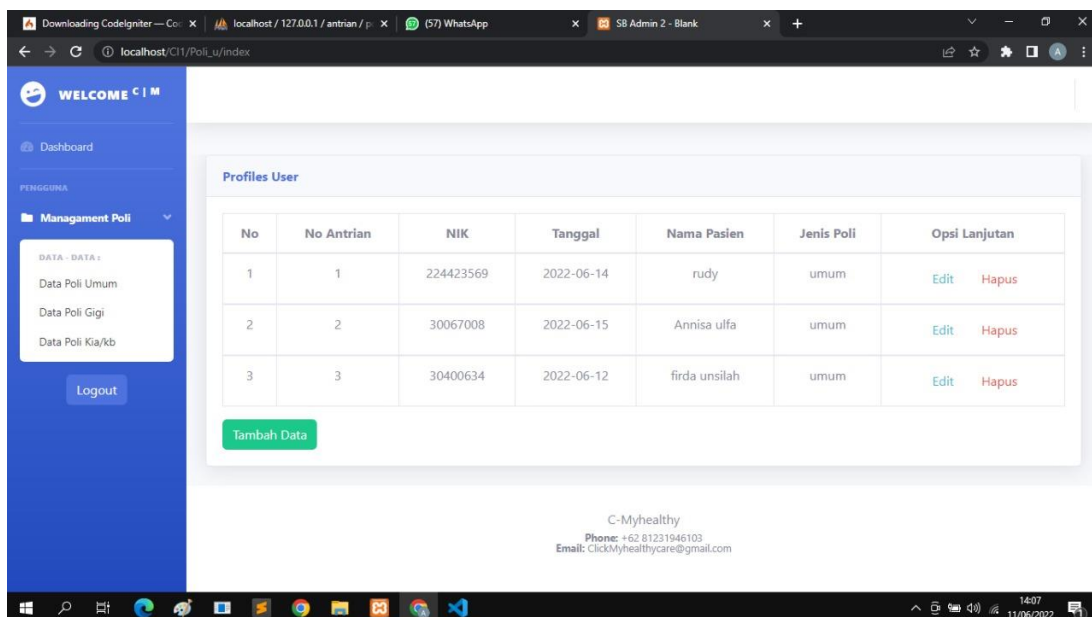 Downloading CodeIgniter — Co
localhost / 127.0.0.1 / antrian / p
(57) WhatsApp
SB Admin 2 - Blank
localhost/CI1/Poli_u/index
WELCOME C | M
Dashboard
PENGGUNA
Managament Poli
DATA - DATA :
Data Poli Umum
Data Poli Gigi
Data Poli Kia/kb
Logout
Profiles User
No No Antrian NIK Tanggal Nama Pasien Jenis Poli Opsi Lanjutan
1 1 224423569 2022-06-14 rudy umum Edit Hapus
2 2 30067008 2022-06-15 Annisa ulfa umum Edit Hapus
3 3 30400634 2022-06-12 firda unsilah umum Edit Hapus
Tambah Data
C-Myhealthy
Phone: +62 81231946103
Email: ClickMyhealthycare@gmail.com
14:07
11/06/2022